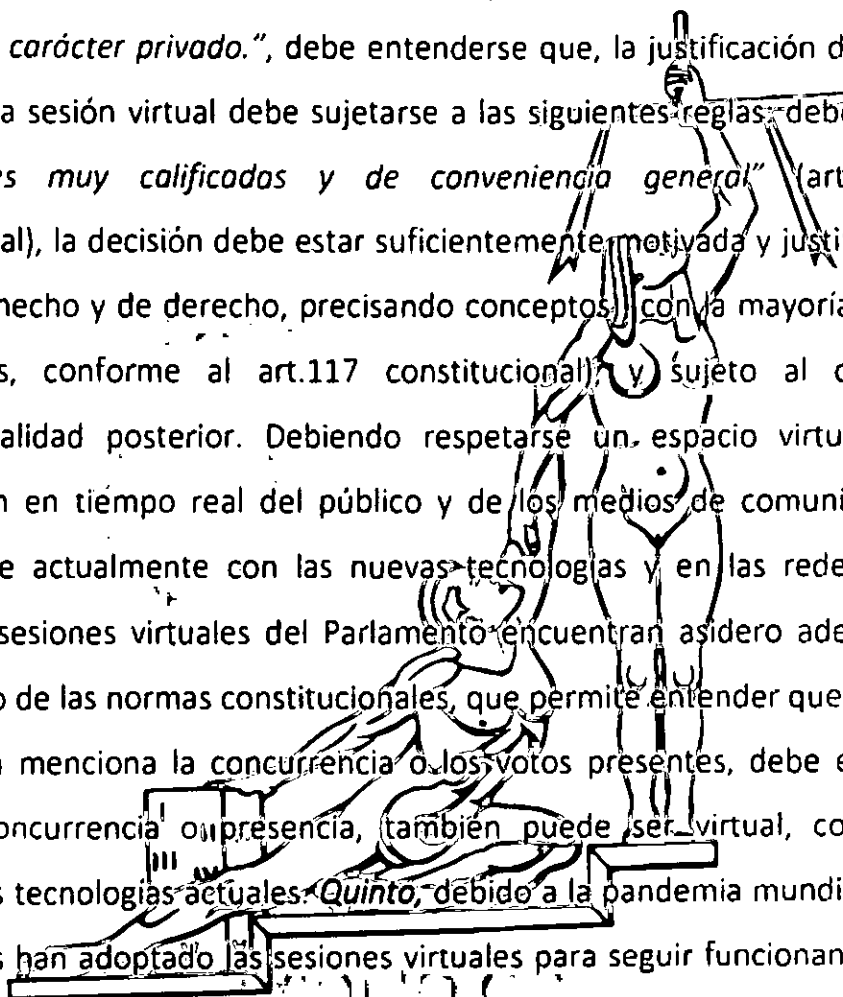 carácter privado.", debe entenderse que, la justificación d
a sesión virtual debe sujetarse a las siguientes reglas: deb
s muy calificados y de conveniencia general" (art
al), la decisión debe estar suficientemente motivada y justi
hecho y de derecho, precisando conceptos, con la mayoría
s, conforme al art.117 constitucional), y sujeto al c
alidad posterior. Debiendo respetarse un espacio virtu
n en tiempo real del público y de los medios de comuni
e actualmente con las nuevas tecnologías y en las rede
sesiones virtuales del Parlamento encuentran asidero ade
o de las normas constitucionales, que permite entender que
menciona la concurrencia o los votos presentes, debe e
oncurrencia o presencia, también puede ser virtual, co
s tecnologías actuales. Quinto, debido a la pandemia mundi
s han adoptado las sesiones virtuales para seguir funcionan